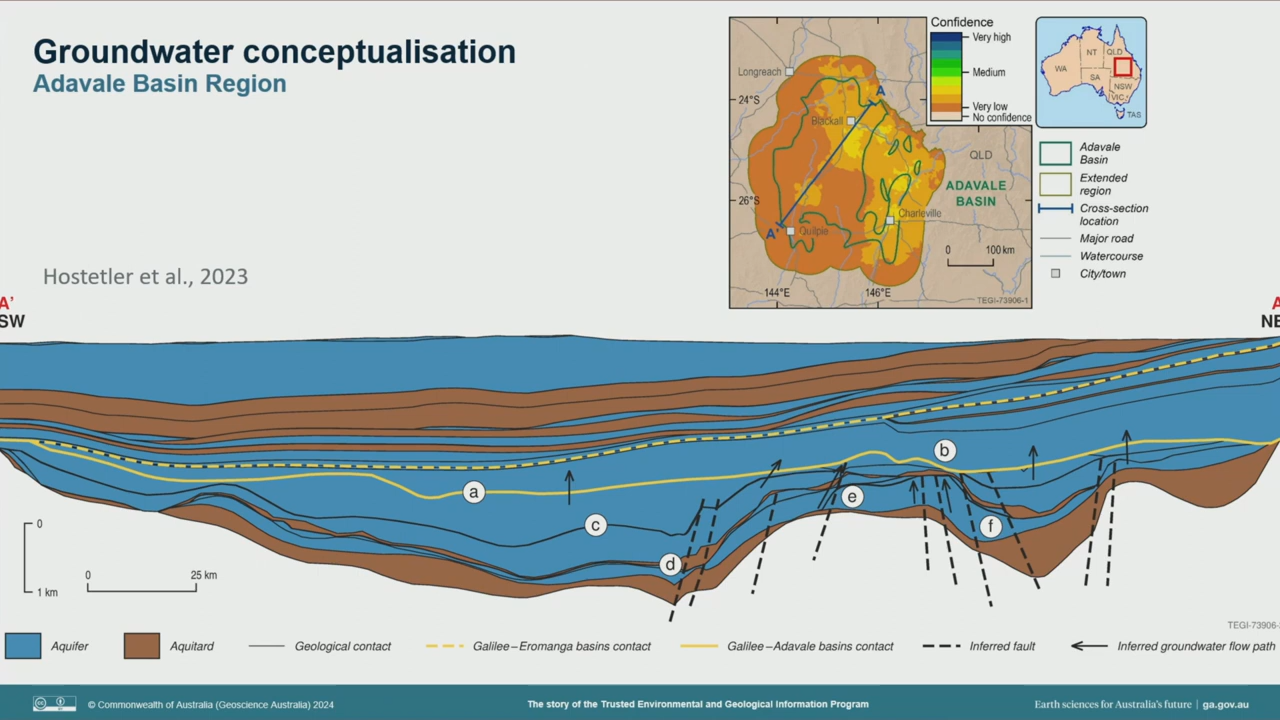 Groundwater conceptualisation
Adavale Basin Region
Hostetler et al., 2023
Longreach
24°S
Blackall
A
26°S
A'
Quilpie
Charleville
QLD
ADAVALE
BASIN
0 100 km
144°E
146°E
TEGI-73906-1
Confidence
Very high
Medium
Very low
No confidence
WA
NT
QLD
SA
NSW
VIC
TAS
Adavale
Basin
Extended
region
Cross-section
location
Major road
Watercourse
City/town
A'
SW
A
NE
a
b
c
d
e
f
0
1 km
0 25 km
TEGI-73906-
Aquifer
Aquitard
Geological contact
Galilee–Eromanga basins contact
Galilee–Adavale basins contact
Inferred fault
Inferred groundwater flow path
© Commonwealth of Australia (Geoscience Australia) 2024
The story of the Trusted Environmental and Geological Information Program
Earth sciences for Australia's future | ga.gov.au